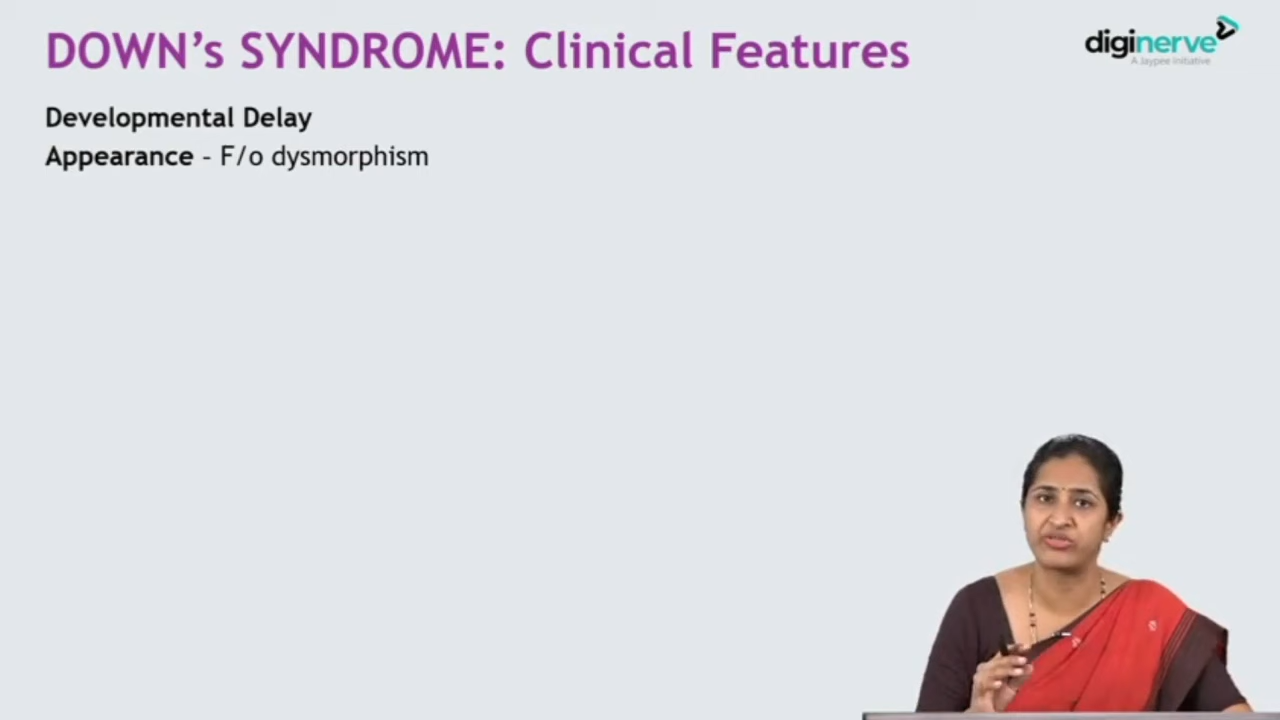 DOWN's SYNDROME: Clinical Features
diginerve
A Jaypee Initiative
Developmental Delay
Appearance – F/o dysmorphism